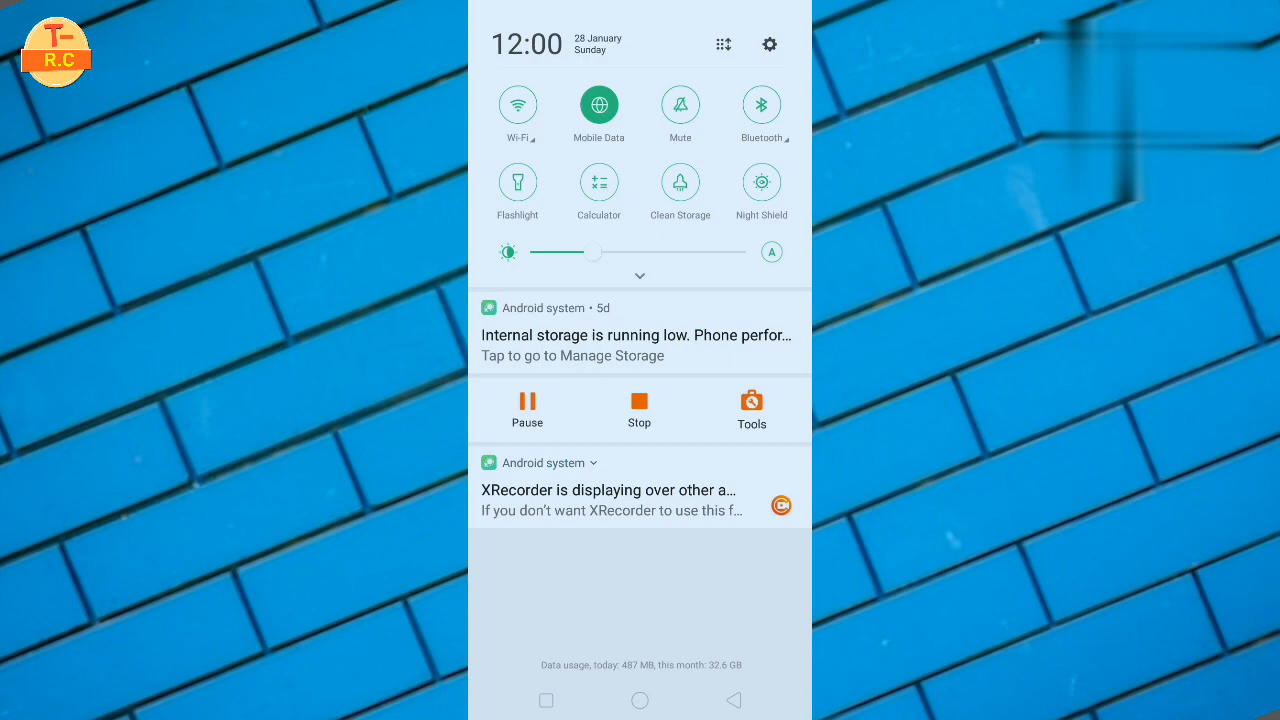 T-
R.C
12:00
28 January
Sunday
Wi-Fi
Mobile Data
Mute
Bluetooth
Flashlight
Calculator
Clean Storage
Night Shield
A
Android system • 5d
Internal storage is running low. Phone perfor...
Tap to go to Manage Storage
Pause
Stop
Tools
Android system
XRecorder is displaying over other a...
If you don't want XRecorder to use this f...
Data usage, today: 487 MB, this month: 32.6 GB